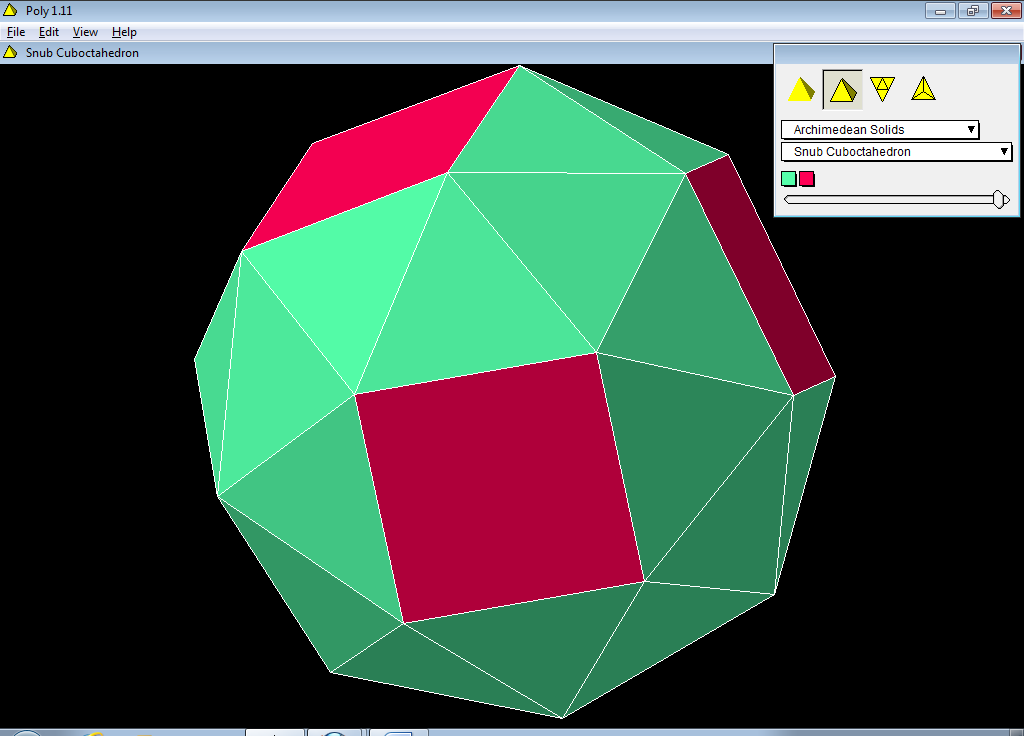 Poly 1.11
File Edit View Help
Snub Cuboctahedron
Archimedean Solids
Snub Cuboctahedron